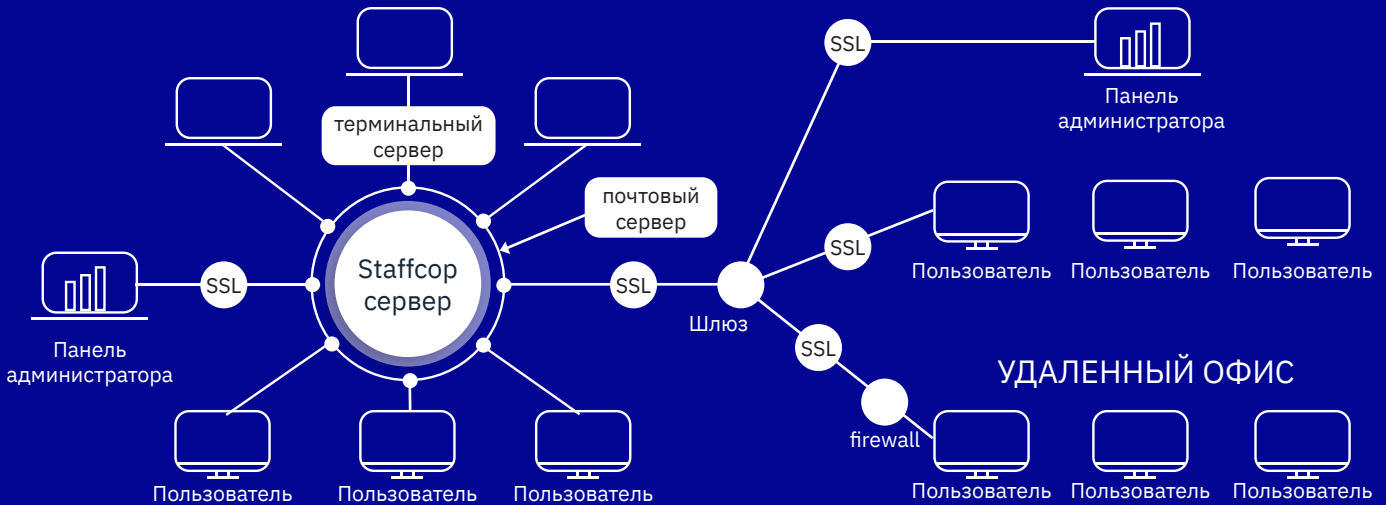 SSL
Панель
администратора
терминальный
сервер
почтовый
сервер
Staffcop
сервер
SSL
SSL
SSL
Пользователь
Пользователь
Пользователь
Шлюз
SSL
Панель
администратора
УДАЛЕННЫЙ ОФИС
firewall
Пользователь
Пользователь
Пользователь
Пользователь
Пользователь
Пользователь